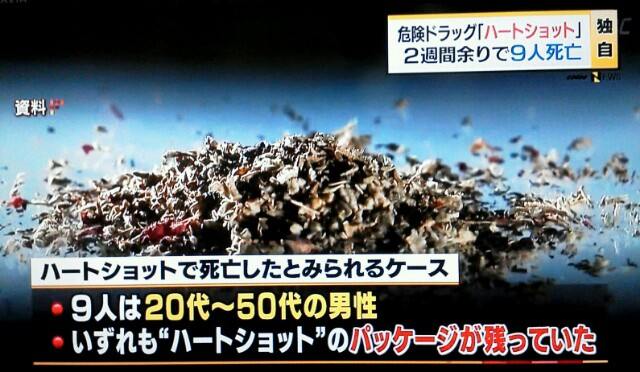 危険ドラッグ「ハートショット」
2週間余りで9人死亡
独自
NEWS
資料
ハートショットで死亡したとみられるケース
・9人は20代～50代の男性
・いずれも“ハートショット”のパッケージが残っていた